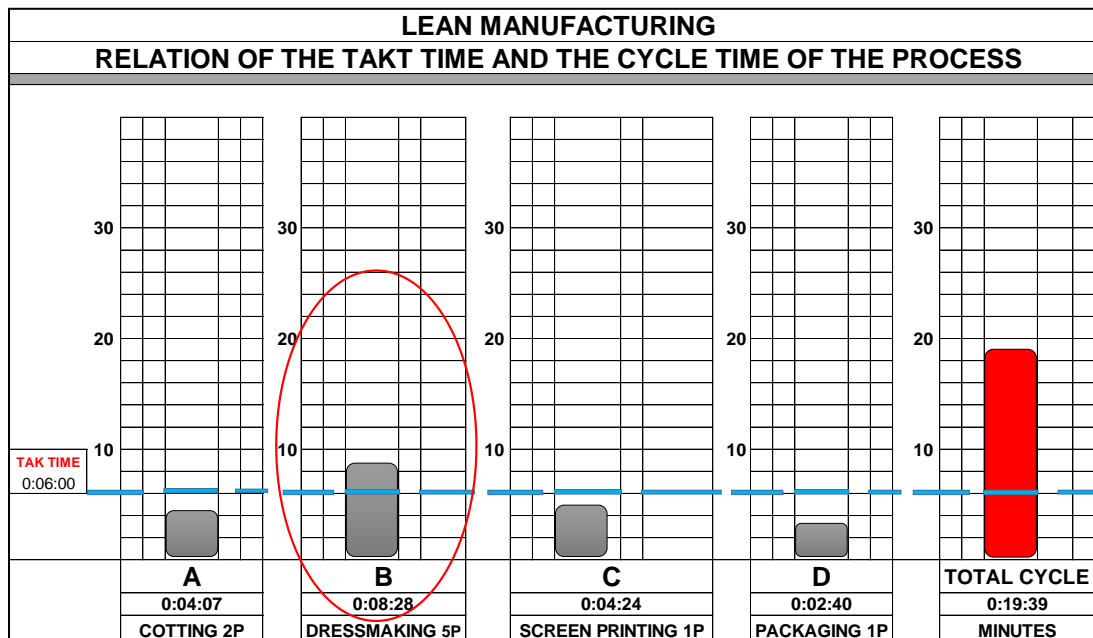 LEAN MANUFACTURING
RELATION OF THE TAKT TIME AND THE CYCLE TIME OF THE PROCESS
30 30 30 30 30
20 20 20 20 20
10 10 10 10 10
TAK TIME
0:06:00
A B C D TOTAL CYCLE
0:04:07 0:08:28 0:04:24 0:02:40 0:19:39
COTTING 2P DRESSMAKING 5P SCREEN PRINTING 1P PACKAGING 1P MINUTES